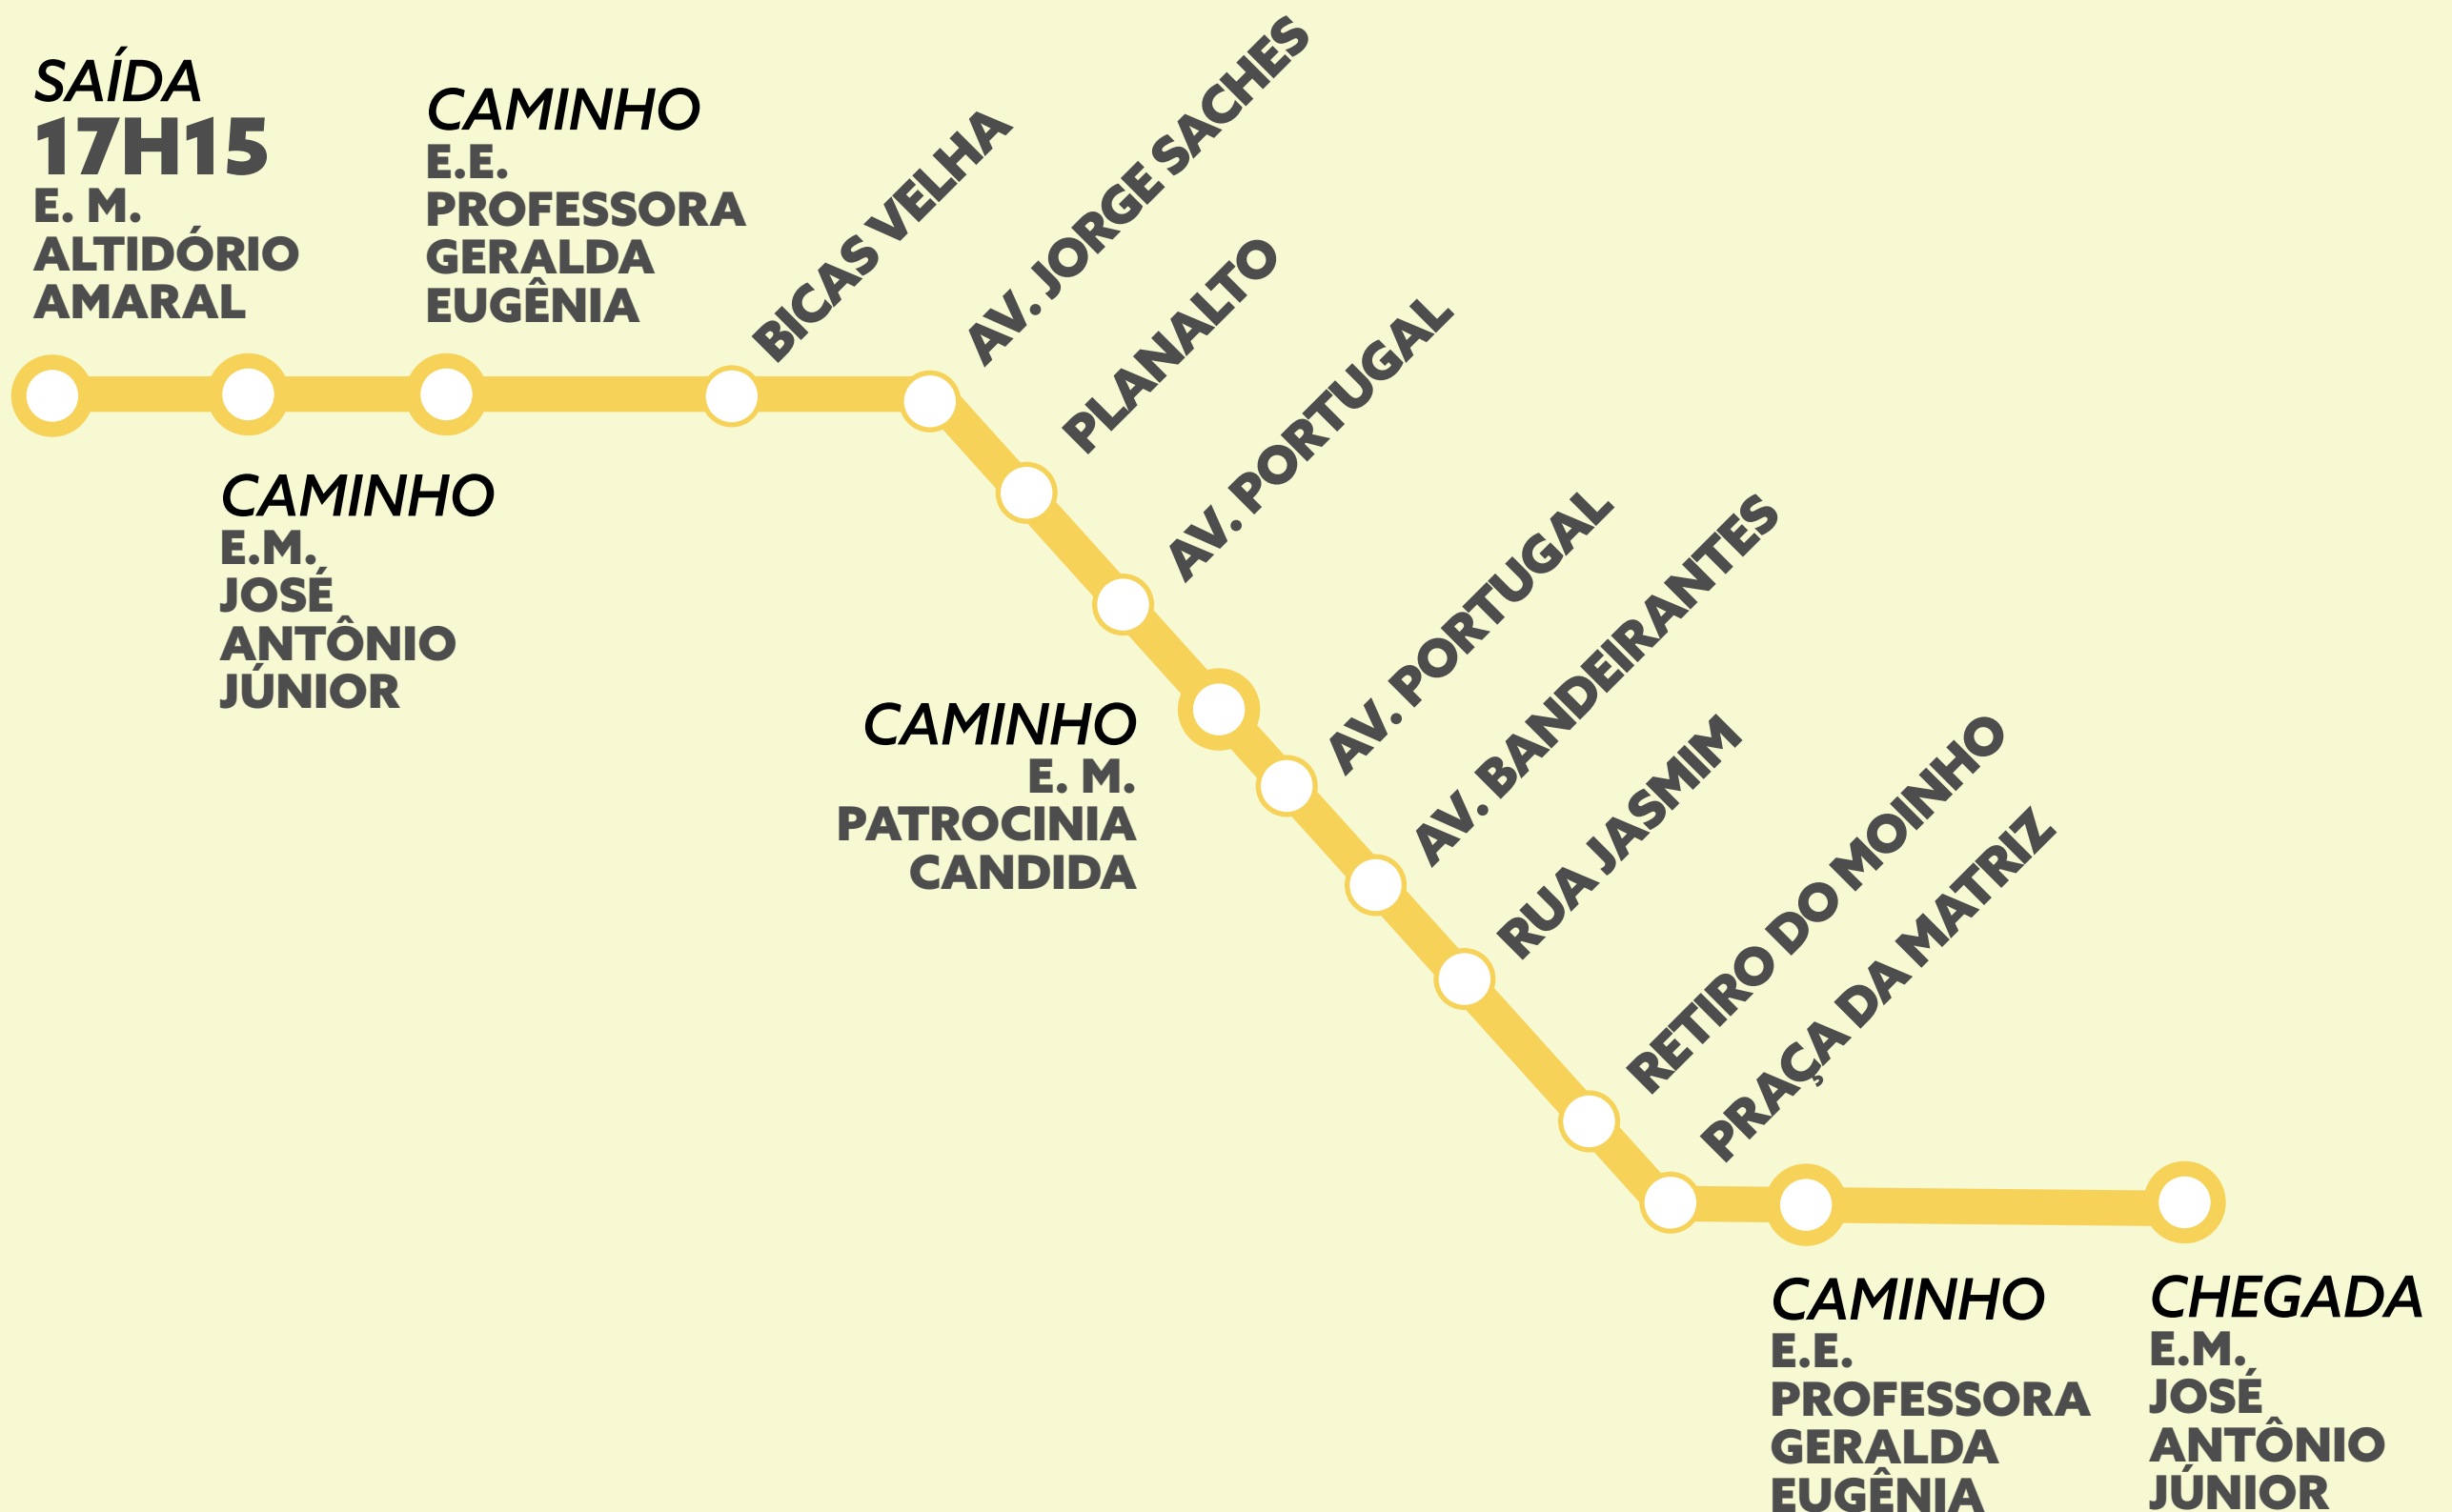 SAÍDA
17H15
E. M.
ALTIDÓRIO
AMARAL
CAMINHO
E.M.
JOSÉ
ANTÔNIO
JÚNIOR
CAMINHO
E.E.
PROFESSORA
GERALDA
EUGÊNIA
BICAS VELHA
AV. JORGE SACHES
PLANALTO
AV. PORTUGAL
CAMINHO
E. M.
PATROCINIA
CANDIDA
AV. PORTUGAL
AV. BANDEIRANTES
RUA JASMIM
RETIRO DO MOINHO
PRAÇA DA MATRIZ
CAMINHO
E.E.
PROFESSORA
GERALDA
EUGÊNIA
CHEGADA
E.M.
JOSÉ
ANTÔNIO
JÚNIOR